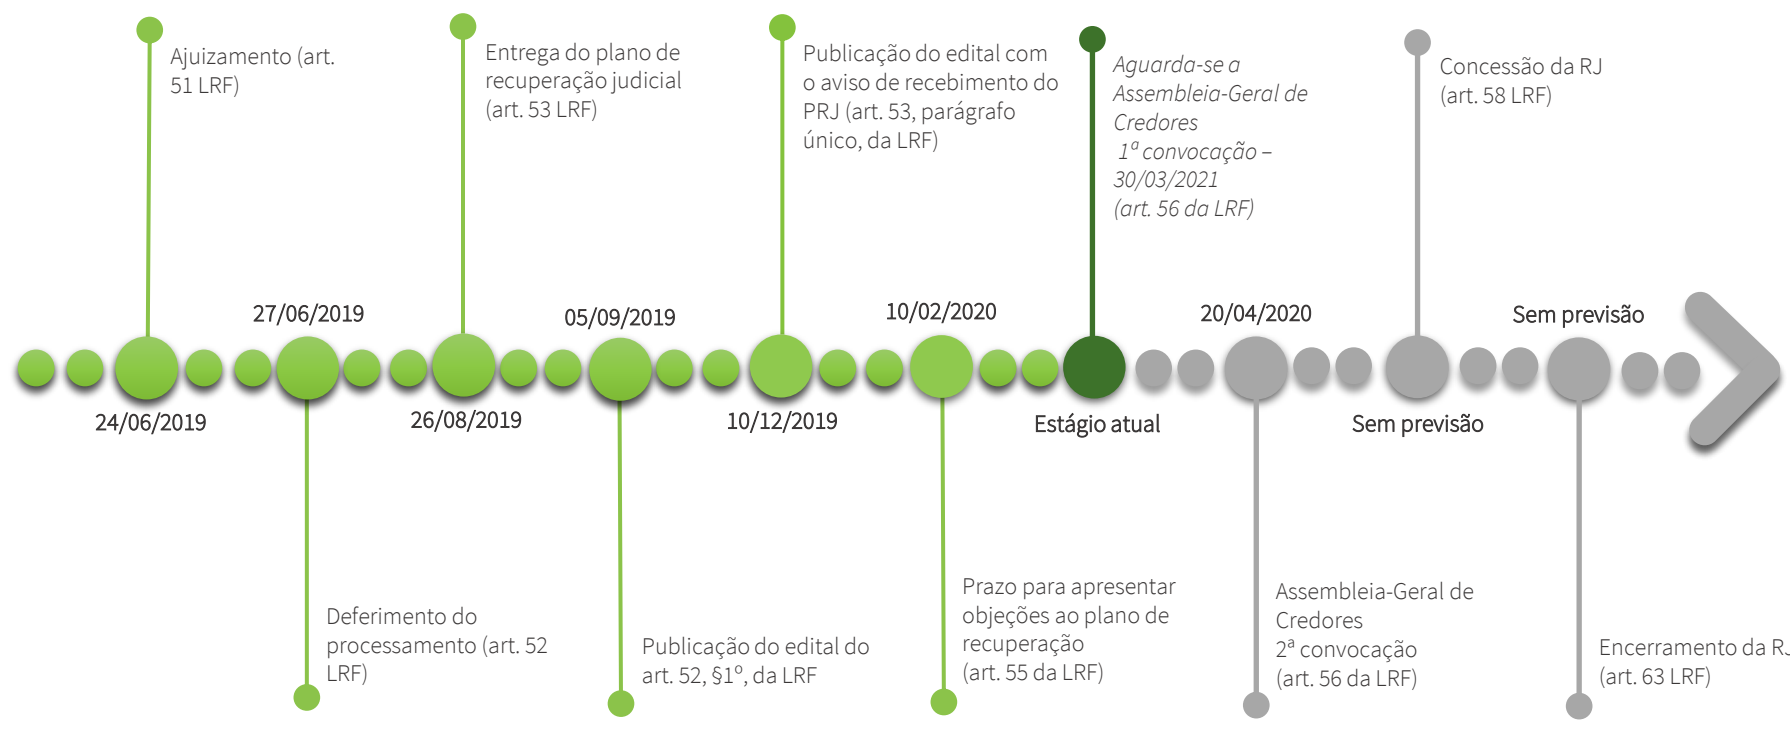 Ajuizamento (art.
51 LRF)
Entrega do plano de
recuperação judicial
(art. 53 LRF)
Publicação do edital com
o aviso de recebimento do
PRJ (art. 53, parágrafo
único, da LRF)
Aguarda-se a
Assembleia-Geral de
Credores
1ª convocação –
30/03/2021
(art. 56 da LRF)
Concessão da RJ
(art. 58 LRF)
27/06/2019
05/09/2019
10/02/2020
20/04/2020
Sem previsão
24/06/2019
26/08/2019
10/12/2019
Estágio atual
Sem previsão
Deferimento do
processamento (art. 52
LRF)
Publicação do edital do
art. 52, §1º, da LRF
Prazo para apresentar
objeções ao plano de
recuperação
(art. 55 da LRF)
Assembleia-Geral de
Credores
2ª convocação
(art. 56 da LRF)
Encerramento da RJ
(art. 63 LRF)